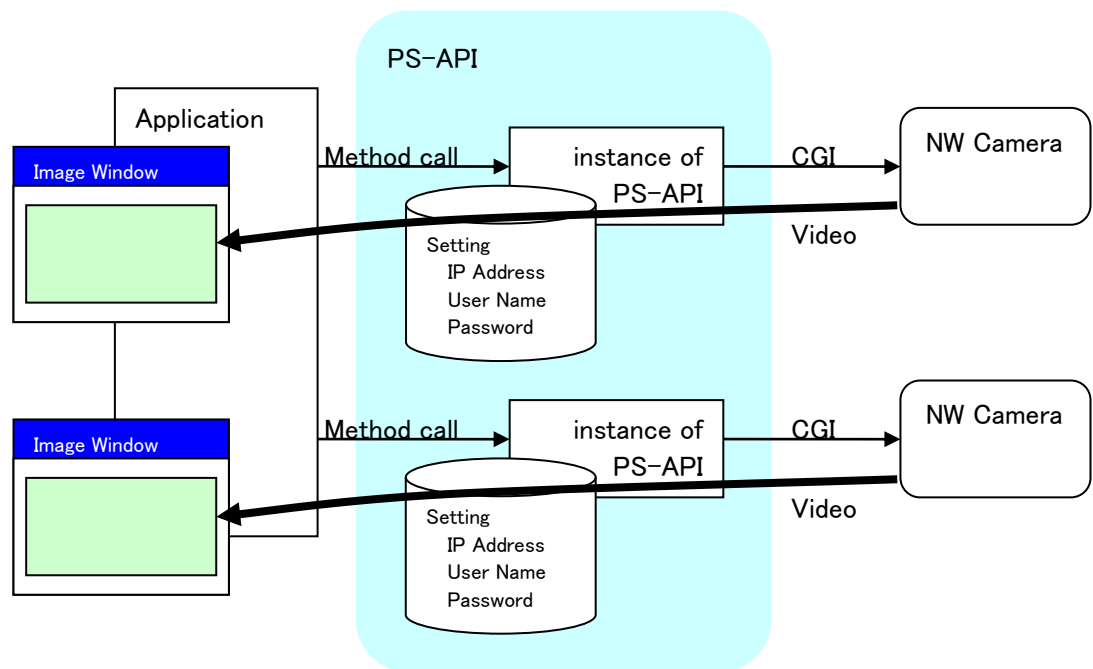 PS-API
Application
Image Window
Method call
instance of
PS-API
CGI
NW Camera
Video
Setting
IP Address
User Name
Password
Image Window
Method call
instance of
PS-API
CGI
NW Camera
Video
Setting
IP Address
User Name
Password